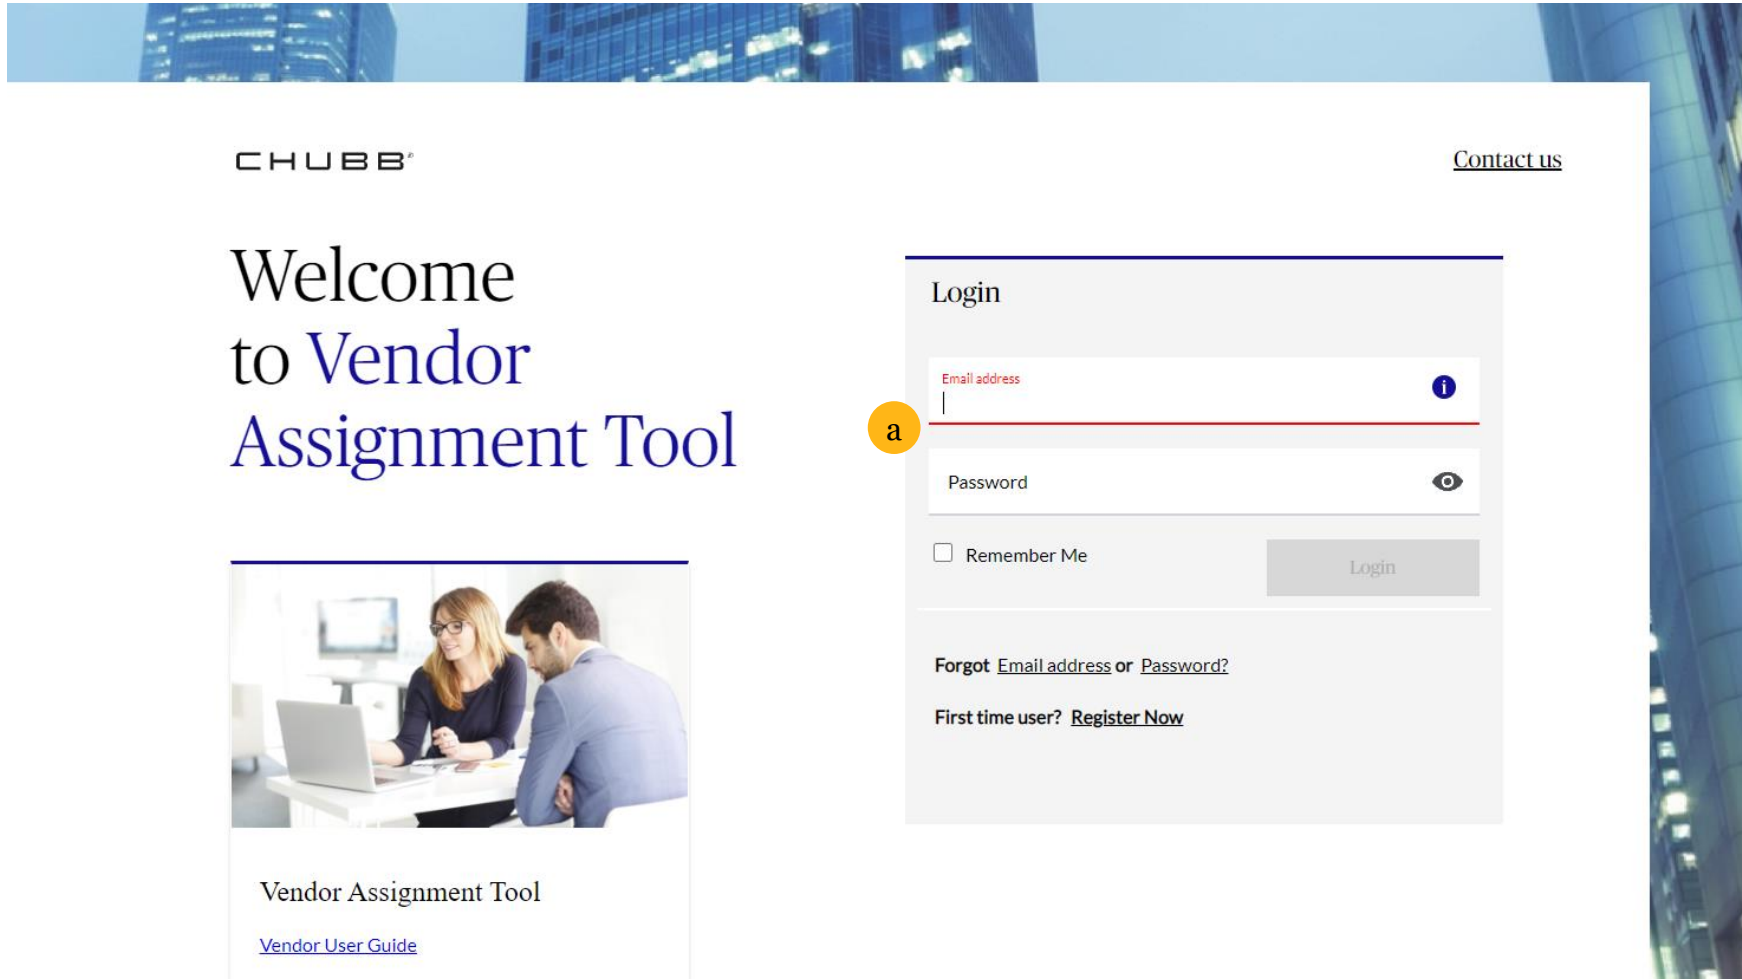 CHUBB®
Contact us
Welcome
to Vendor
Assignment Tool
Login
Email address
a
Password
Remember Me
Login
Forgot Email address or Password?
First time user? Register Now
Vendor Assignment Tool
Vendor User Guide